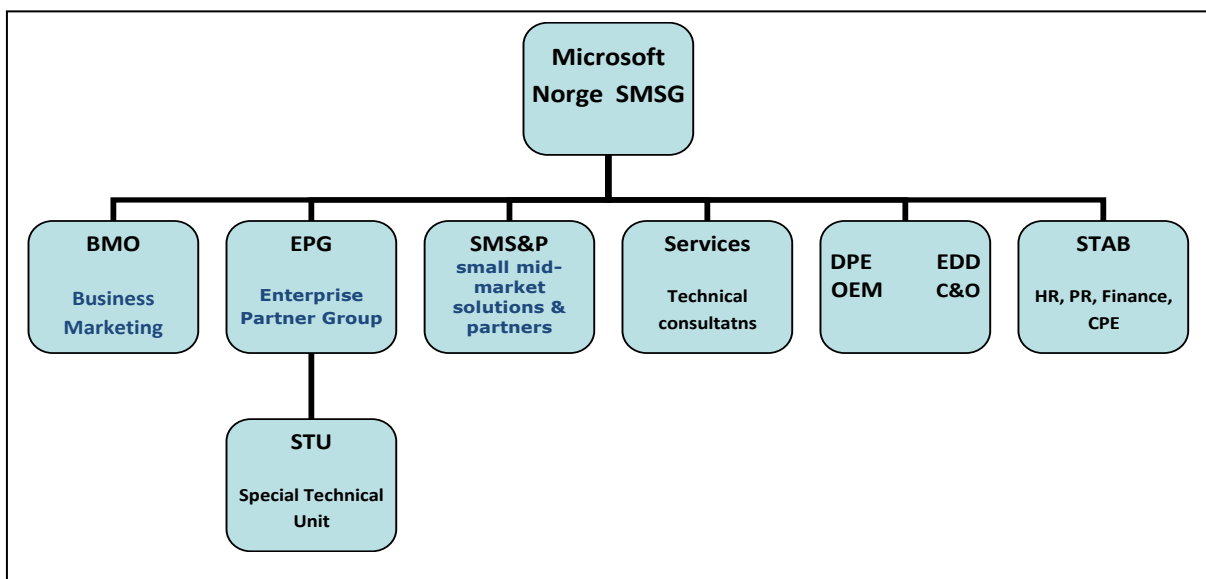 Microsoft
Norge SMSG
BMO
Business
Marketing
EPG
Enterprise
Partner Group
SMS&P
small mid-
market
solutions &
partners
Services
Technical
consultatns
DPE EDD
OEM C&O
STAB
HR, PR, Finance,
CPE
STU
Special Technical
Unit